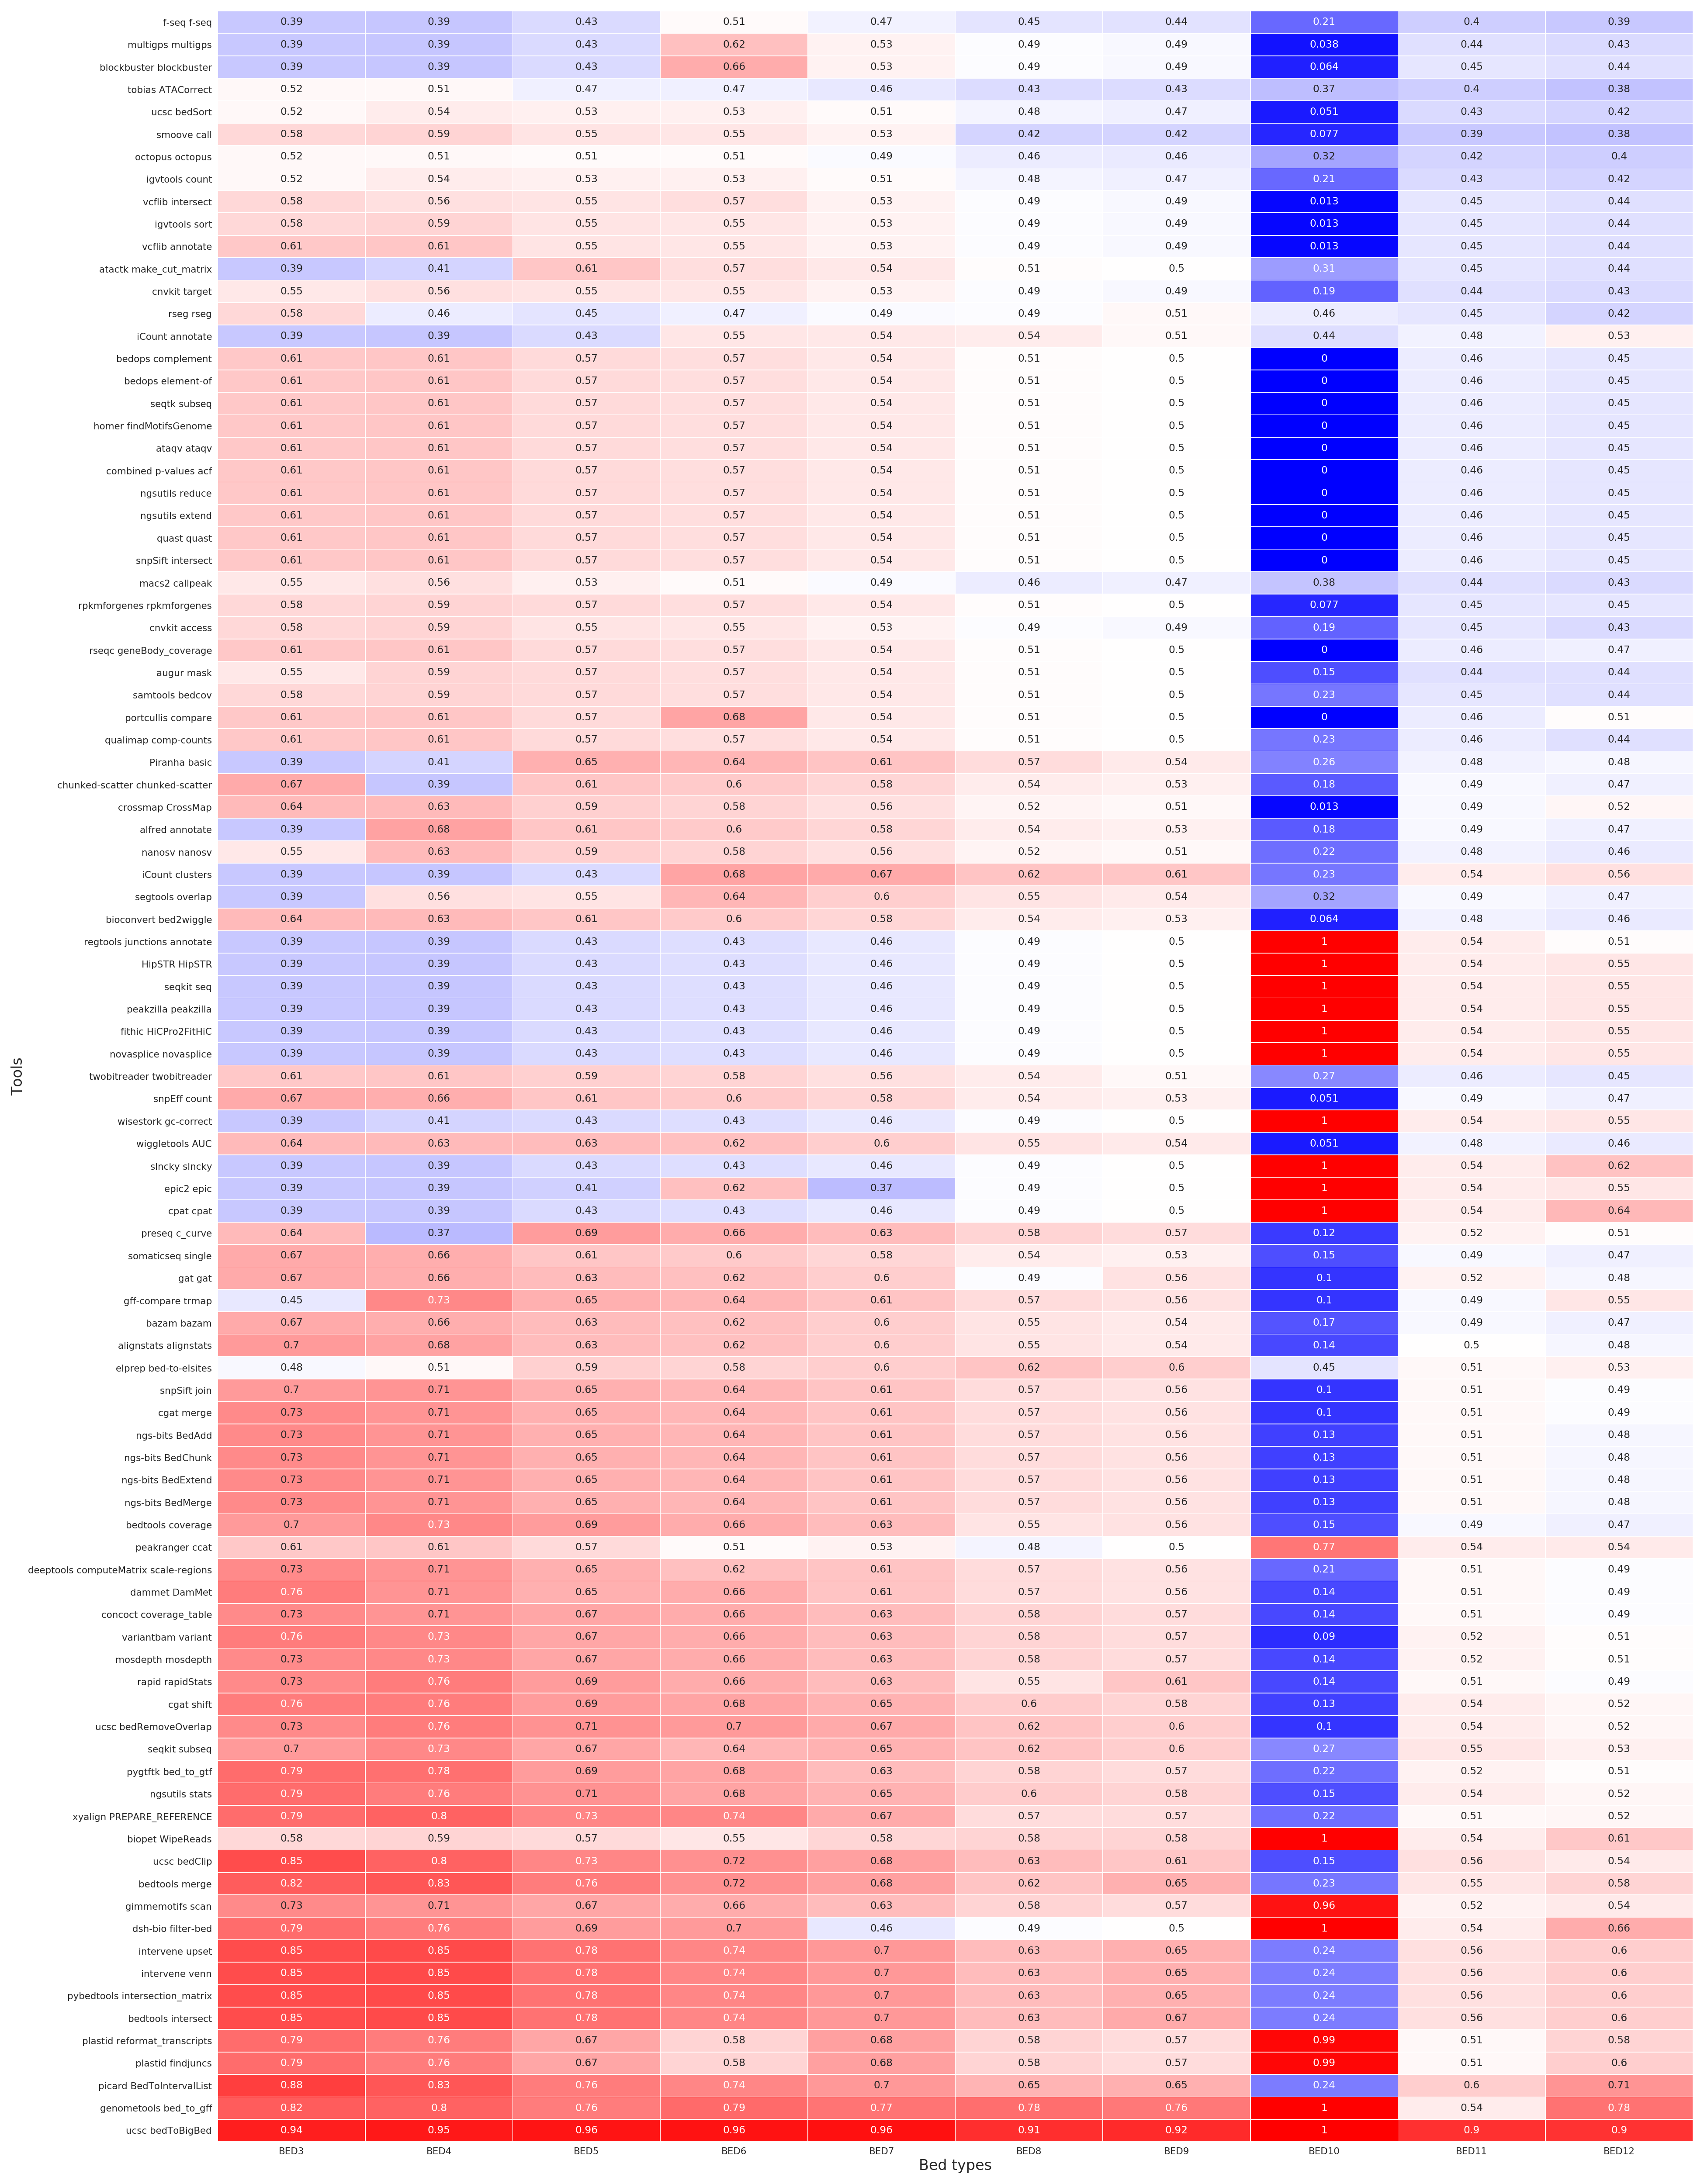 f-seq f-seq 0.39 0.39 0.43 0.51 0.47 0.45 0.44 0.21 0.4 0.39
multigps multigps 0.39 0.39 0.43 0.62 0.53 0.49 0.49 0.038 0.44 0.43
blockbuster blockbuster 0.39 0.39 0.43 0.66 0.53 0.49 0.49 0.064 0.45 0.44
tobias ATACorrect 0.52 0.51 0.47 0.47 0.46 0.43 0.43 0.37 0.4 0.38
ucsc bedSort 0.52 0.54 0.53 0.53 0.51 0.48 0.47 0.051 0.43 0.42
smoove call 0.58 0.59 0.55 0.55 0.53 0.42 0.42 0.077 0.39 0.38
octopus octopus 0.52 0.51 0.51 0.51 0.49 0.46 0.46 0.32 0.42 0.4
igvtools count 0.52 0.54 0.53 0.53 0.51 0.48 0.47 0.21 0.43 0.42
vcflib intersect 0.58 0.56 0.55 0.57 0.53 0.49 0.49 0.013 0.45 0.44
igvtools sort 0.58 0.59 0.55 0.55 0.53 0.49 0.49 0.013 0.45 0.44
vcflib annotate 0.61 0.61 0.55 0.55 0.53 0.49 0.49 0.013 0.45 0.44
atactk make_cut_matrix 0.39 0.41 0.61 0.57 0.54 0.51 0.5 0.31 0.45 0.44
cnvkit target 0.55 0.56 0.55 0.55 0.53 0.49 0.49 0.19 0.44 0.43
rseg rseg 0.58 0.46 0.45 0.47 0.49 0.49 0.51 0.46 0.45 0.42
iCount annotate 0.39 0.39 0.43 0.55 0.54 0.54 0.51 0.44 0.48 0.53
bedops complement 0.61 0.61 0.57 0.57 0.54 0.51 0.5 0 0.46 0.45
bedops element-of 0.61 0.61 0.57 0.57 0.54 0.51 0.5 0 0.46 0.45
seqtk subseq 0.61 0.61 0.57 0.57 0.54 0.51 0.5 0 0.46 0.45
homer findMotifsGenome 0.61 0.61 0.57 0.57 0.54 0.51 0.5 0 0.46 0.45
ataqv ataqv 0.61 0.61 0.57 0.57 0.54 0.51 0.5 0 0.46 0.45
combined p-values acf 0.61 0.61 0.57 0.57 0.54 0.51 0.5 0 0.46 0.45
ngsutils reduce 0.61 0.61 0.57 0.57 0.54 0.51 0.5 0 0.46 0.45
ngsutils extend 0.61 0.61 0.57 0.57 0.54 0.51 0.5 0 0.46 0.45
quast quast 0.61 0.61 0.57 0.57 0.54 0.51 0.5 0 0.46 0.45
snpSift intersect 0.61 0.61 0.57 0.57 0.54 0.51 0.5 0 0.46 0.45
macs2 callpeak 0.55 0.56 0.53 0.51 0.49 0.46 0.47 0.38 0.44 0.43
rpkmforgenes rpkmforgenes 0.58 0.59 0.57 0.57 0.54 0.51 0.5 0.077 0.45 0.45
cnvkit access 0.58 0.59 0.55 0.55 0.53 0.49 0.49 0.19 0.45 0.43
rseqc geneBody_coverage 0.61 0.61 0.57 0.57 0.54 0.51 0.5 0 0.46 0.47
augur mask 0.55 0.59 0.57 0.57 0.54 0.51 0.5 0.15 0.44 0.44
samtools bedcov 0.58 0.59 0.57 0.57 0.54 0.51 0.5 0.23 0.45 0.44
portcullis compare 0.61 0.61 0.57 0.68 0.54 0.51 0.5 0 0.46 0.51
qualimap comp-counts 0.61 0.61 0.57 0.57 0.54 0.51 0.5 0.23 0.46 0.44
Piranha basic 0.39 0.41 0.65 0.64 0.61 0.57 0.54 0.26 0.48 0.48
chunked-scatter chunked-scatter 0.67 0.39 0.61 0.6 0.58 0.54 0.53 0.18 0.49 0.47
crossmap CrossMap 0.64 0.63 0.59 0.58 0.56 0.52 0.51 0.013 0.49 0.52
alfred annotate 0.39 0.68 0.61 0.6 0.58 0.54 0.53 0.18 0.49 0.47
nanosv nanosv 0.55 0.63 0.59 0.58 0.56 0.52 0.51 0.22 0.48 0.46
iCount clusters 0.39 0.39 0.43 0.68 0.67 0.62 0.61 0.23 0.54 0.56
segtools overlap 0.39 0.56 0.55 0.64 0.6 0.55 0.54 0.32 0.49 0.47
bioconvert bed2wiggle 0.64 0.63 0.61 0.6 0.58 0.54 0.53 0.064 0.48 0.46
regtools junctions annotate 0.39 0.39 0.43 0.43 0.46 0.49 0.5 1 0.54 0.51
HipSTR HipSTR 0.39 0.39 0.43 0.43 0.46 0.49 0.5 1 0.54 0.55
seqkit seq 0.39 0.39 0.43 0.43 0.46 0.49 0.5 1 0.54 0.55
peakzilla peakzilla 0.39 0.39 0.43 0.43 0.46 0.49 0.5 1 0.54 0.55
fithic HiCPro2FitHiC 0.39 0.39 0.43 0.43 0.46 0.49 0.5 1 0.54 0.55
novasplice novasplice 0.39 0.39 0.43 0.43 0.46 0.49 0.5 1 0.54 0.55
twobitreader twobitreader 0.61 0.61 0.59 0.58 0.56 0.54 0.51 0.27 0.46 0.45
snpEff count 0.67 0.66 0.61 0.6 0.58 0.54 0.53 0.051 0.49 0.47
wisestork gc-correct 0.39 0.41 0.43 0.43 0.46 0.49 0.5 1 0.54 0.55
wiggletools AUC 0.64 0.63 0.63 0.62 0.6 0.55 0.54 0.051 0.48 0.46
slncky slncky 0.39 0.39 0.43 0.43 0.46 0.49 0.5 1 0.54 0.62
epic2 epic 0.39 0.39 0.41 0.62 0.37 0.49 0.5 1 0.54 0.55
cpat cpat 0.39 0.39 0.43 0.43 0.46 0.49 0.5 1 0.54 0.64
preseq c_curve 0.64 0.37 0.69 0.66 0.63 0.58 0.57 0.12 0.52 0.51
somaticseq single 0.67 0.66 0.61 0.6 0.58 0.54 0.53 0.15 0.49 0.47
gat gat 0.67 0.66 0.63 0.62 0.6 0.49 0.56 0.1 0.52 0.48
gff-compare trmap 0.45 0.73 0.65 0.64 0.61 0.57 0.56 0.1 0.49 0.55
bazam bazam 0.67 0.66 0.63 0.62 0.6 0.55 0.54 0.17 0.49 0.47
alignstats alignstats 0.7 0.68 0.63 0.62 0.6 0.55 0.54 0.14 0.5 0.48
elprep bed-to-elsites 0.48 0.51 0.59 0.58 0.6 0.62 0.6 0.45 0.51 0.53
snpSift join 0.7 0.71 0.65 0.64 0.61 0.57 0.56 0.1 0.51 0.49
cgat merge 0.73 0.71 0.65 0.64 0.61 0.57 0.56 0.1 0.51 0.49
ngs-bits BedAdd 0.73 0.71 0.65 0.64 0.61 0.57 0.56 0.13 0.51 0.48
ngs-bits BedChunk 0.73 0.71 0.65 0.64 0.61 0.57 0.56 0.13 0.51 0.48
ngs-bits BedExtend 0.73 0.71 0.65 0.64 0.61 0.57 0.56 0.13 0.51 0.48
ngs-bits BedMerge 0.73 0.71 0.65 0.64 0.61 0.57 0.56 0.13 0.51 0.48
bedtools coverage 0.7 0.73 0.69 0.66 0.63 0.55 0.56 0.15 0.49 0.47
peakranger ccat 0.61 0.61 0.57 0.51 0.53 0.48 0.5 0.77 0.54 0.54
deeptools computeMatrix scale-regions 0.73 0.71 0.65 0.62 0.61 0.57 0.56 0.21 0.51 0.49
dammet DamMet 0.76 0.71 0.65 0.66 0.61 0.57 0.56 0.14 0.51 0.49
concoct coverage_table 0.73 0.71 0.67 0.66 0.63 0.58 0.57 0.14 0.51 0.49
variantbam variant 0.76 0.73 0.67 0.66 0.63 0.58 0.57 0.09 0.52 0.51
mosdepth mosdepth 0.73 0.73 0.67 0.66 0.63 0.58 0.57 0.14 0.52 0.51
rapid rapidStats 0.73 0.76 0.69 0.66 0.63 0.55 0.61 0.14 0.51 0.49
cgat shift 0.76 0.76 0.69 0.68 0.65 0.6 0.58 0.13 0.54 0.52
ucsc bedRemoveOverlap 0.73 0.76 0.71 0.7 0.67 0.62 0.6 0.1 0.54 0.52
seqkit subseq 0.7 0.73 0.67 0.64 0.65 0.62 0.6 0.27 0.55 0.53
pygtftk bed_to_gtf 0.79 0.78 0.69 0.68 0.63 0.58 0.57 0.22 0.52 0.51
ngsutils stats 0.79 0.76 0.71 0.68 0.65 0.6 0.58 0.15 0.54 0.52
xyalign PREPARE_REFERENCE 0.79 0.8 0.73 0.74 0.67 0.57 0.57 0.22 0.51 0.52
biopet WipeReads 0.58 0.59 0.57 0.55 0.58 0.58 0.58 1 0.54 0.61
ucsc bedClip 0.85 0.8 0.73 0.72 0.68 0.63 0.61 0.15 0.56 0.54
bedtools merge 0.82 0.83 0.76 0.72 0.68 0.62 0.65 0.23 0.55 0.58
gimmemotifs scan 0.73 0.71 0.67 0.66 0.63 0.58 0.57 0.96 0.52 0.54
dsh-bio filter-bed 0.79 0.76 0.69 0.7 0.46 0.49 0.5 1 0.54 0.66
intervene upset 0.85 0.85 0.78 0.74 0.7 0.63 0.65 0.24 0.56 0.6
intervene venn 0.85 0.85 0.78 0.74 0.7 0.63 0.65 0.24 0.56 0.6
pybedtools intersection_matrix 0.85 0.85 0.78 0.74 0.7 0.63 0.65 0.24 0.56 0.6
bedtools intersect 0.85 0.85 0.78 0.74 0.7 0.63 0.67 0.24 0.56 0.6
plastid reformat_transcripts 0.79 0.76 0.67 0.58 0.68 0.58 0.57 0.99 0.51 0.58
plastid findjuncs 0.79 0.76 0.67 0.58 0.68 0.58 0.57 0.99 0.51 0.6
picard BedToIntervalList 0.88 0.83 0.76 0.74 0.7 0.65 0.65 0.24 0.6 0.71
genometools bed_to_gff 0.82 0.8 0.76 0.79 0.77 0.78 0.76 1 0.54 0.78
ucsc bedToBigBed 0.94 0.95 0.96 0.96 0.96 0.91 0.92 1 0.9 0.9
BED3 BED4 BED5 BED6 BED7 BED8 BED9 BED10 BED11 BED12
Bed types
Tools